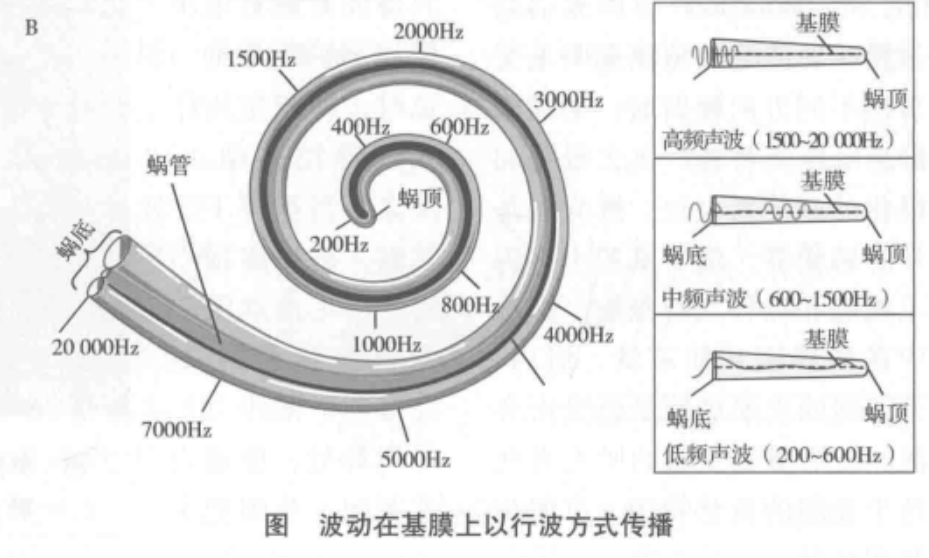 B
2000Hz
1500Hz
3000Hz
400Hz
600Hz
蜗管
蜗顶
200Hz
蜗底
800Hz
4000Hz
20 000Hz
1000Hz
7000Hz
5000Hz
基膜
蜗顶
高频声波（1500~20 000Hz）
基膜
蜗底
蜗顶
中频声波（600~1500Hz）
基膜
蜗底
蜗顶
低频声波（200~600Hz）
图 波动在基膜上以行波方式传播